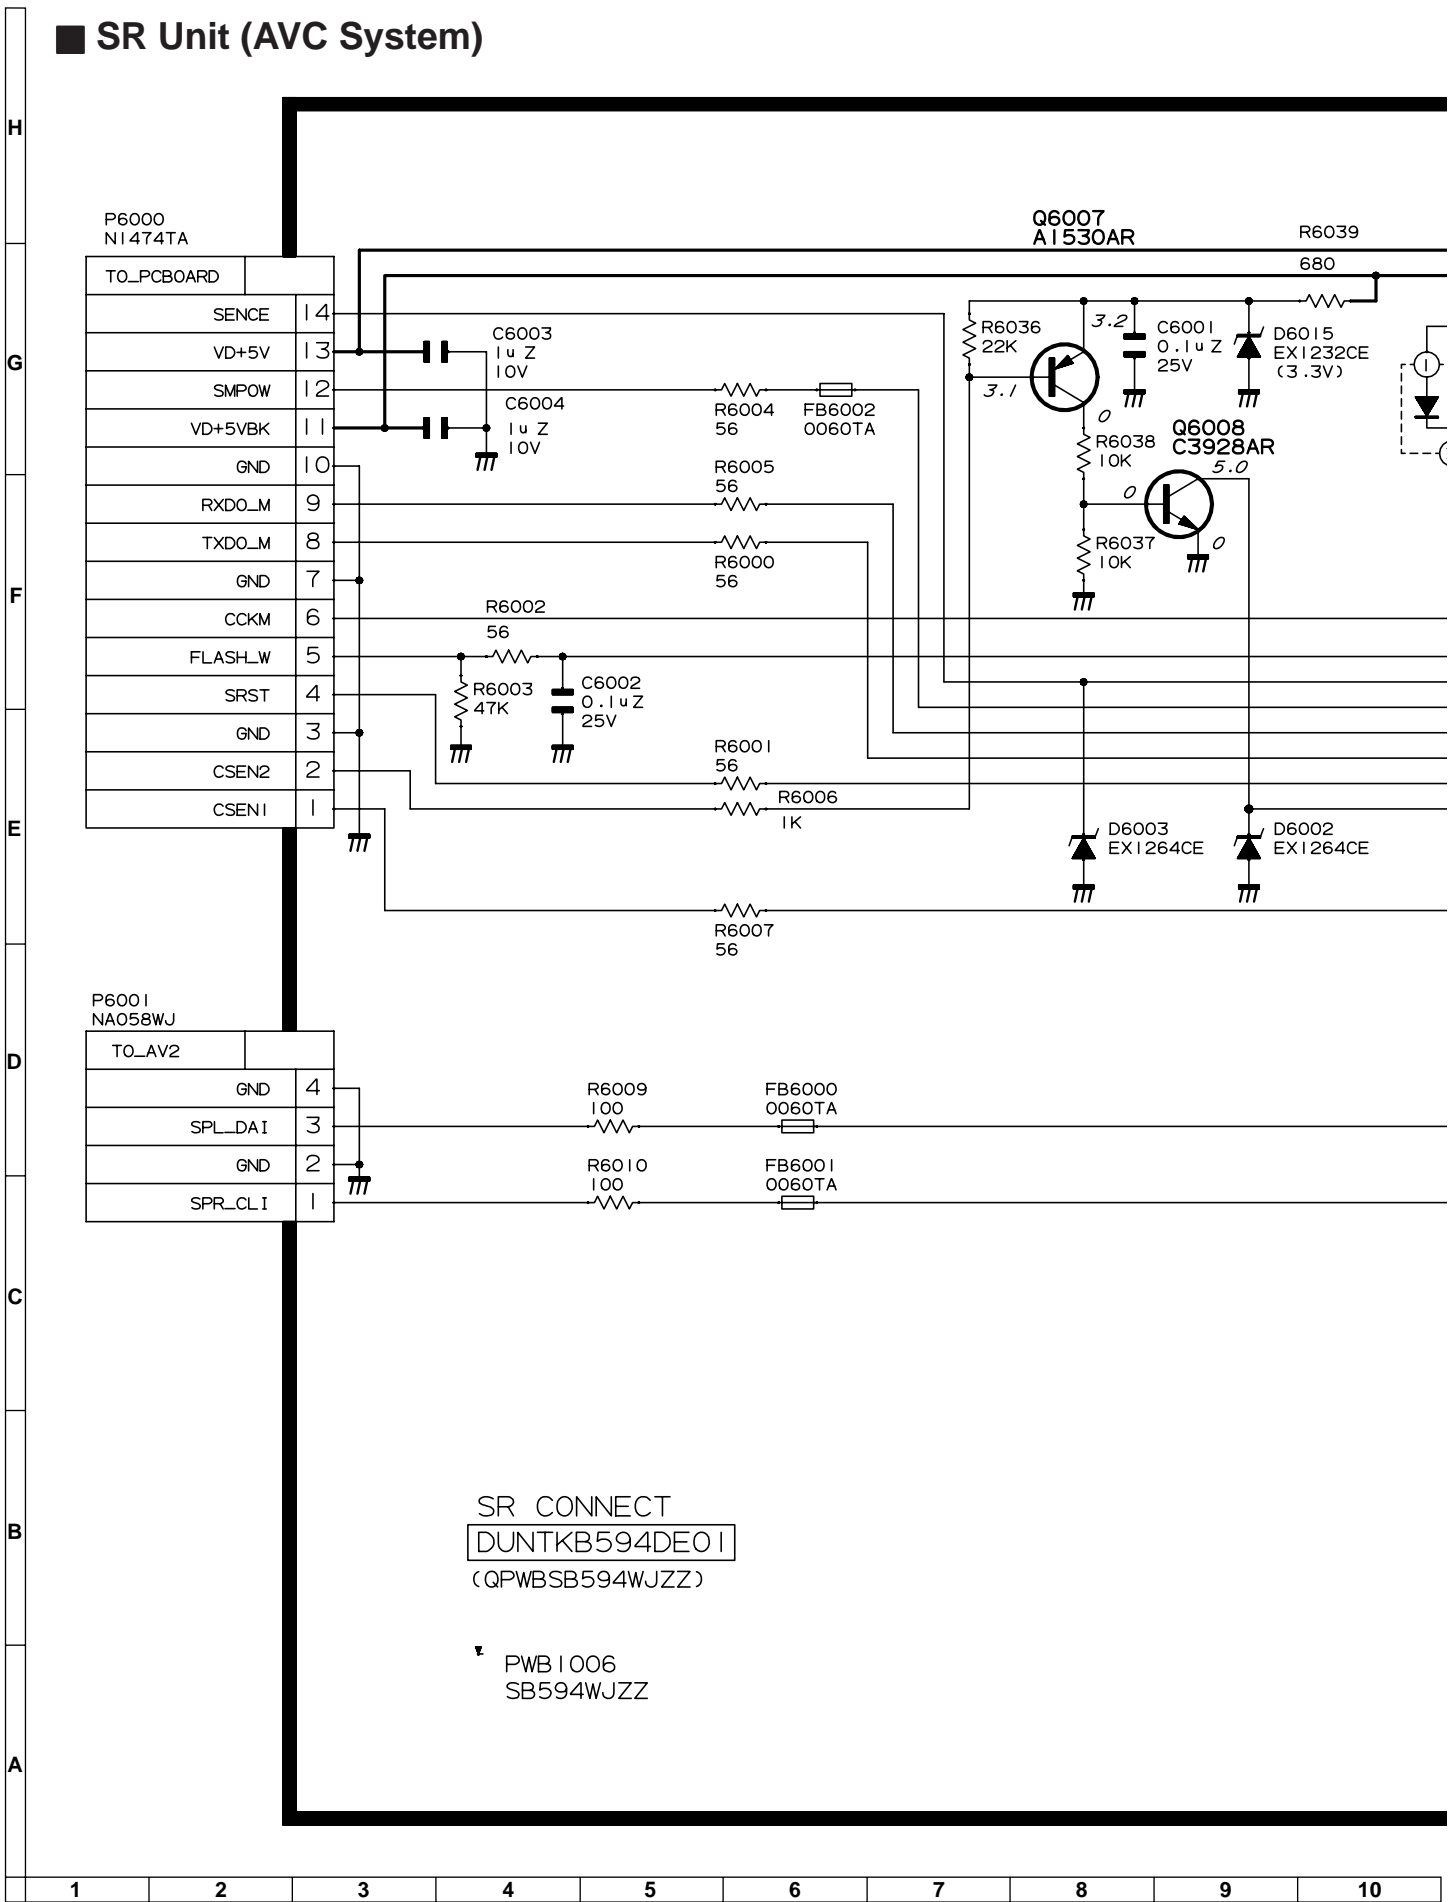 ■ SR Unit (AVC System)
H
P6000
N1474TA
TO_PCBOARD
SENCE 14
VD+5V 13
SMPOW 12
VD+5VBK 11
GND 10
RXD0_M 9
TXD0_M 8
GND 7
CCKM 6
FLASH_W 5
SRST 4
GND 3
CSEN2 2
CSEN1 1
G
C6003
1u Z
10V
C6004
1u Z
10V
R6004
56
FB6002
0060TA
R6005
56
R6000
56
F
R6002
56
R6003
47K
C6002
0.1u Z
25V
R6001
56
R6006
1K
R6007
56
Q6007
A1530AR
R6039
680
R6036
22K
3.2
3.1
0
C6001
0.1u Z
25V
D6015
EX1232CE
(3.3V)
1
R6038
10K
Q6008
C3928AR
5.0
0
0
R6037
10K
E
D6003
EX1264CE
D6002
EX1264CE
P6001
NA058WJ
TO_AV2
GND 4
SPL_DAI 3
GND 2
SPR_CLI 1
D
R6009
100
FB6000
0060TA
R6010
100
FB6001
0060TA
C
SR CONNECT
DUNTKB594DE01
(QPWBSB594WJZZ)
B
PWB1006
SB594WJZZ
A
1 2 3 4 5 6 7 8 9 10